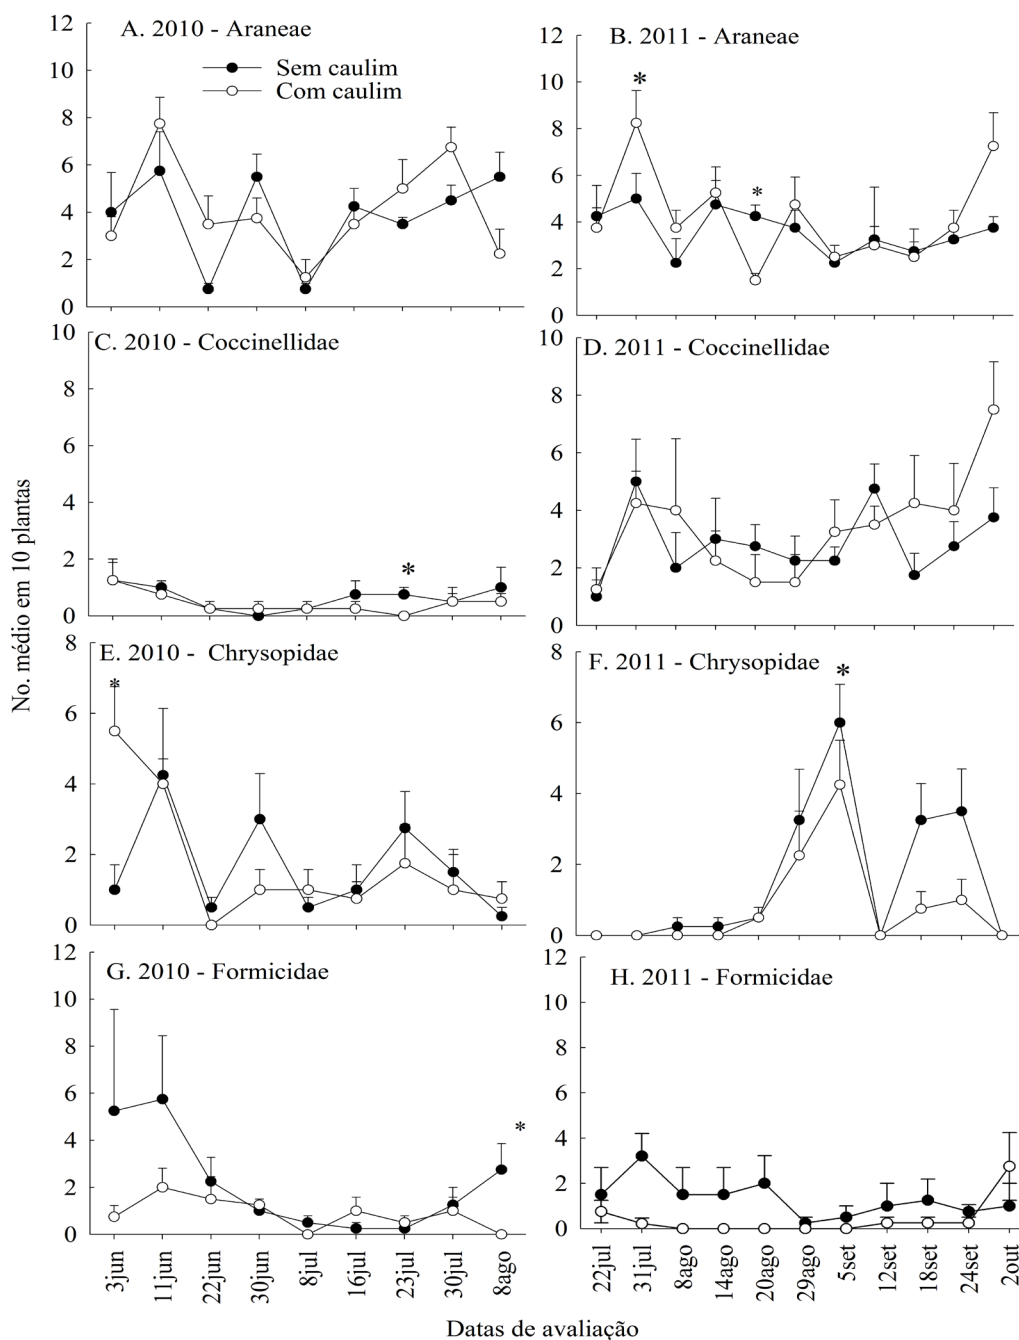 A. 2010 - Araneae
Sem caulim
Com caulim
12
10
8
6
4
2
0
B. 2011 - Araneae
*
*
12
10
8
6
4
2
0
C. 2010 - Coccinellidae
*
10
8
6
4
2
0
D. 2011 - Coccinellidae
10
8
6
4
2
0
No. médio em 10 plantas
E. 2010 - Chrysopidae
*
8
6
4
2
0
F. 2011 - Chrysopidae
*
8
6
4
2
0
G. 2010 - Formicidae
*
12
10
8
6
4
2
0
3jun
11jun
22jun
30jun
8jul
16jul
23jul
30jul
8ago
H. 2011 - Formicidae
12
10
8
6
4
2
0
22jul
31jul
8ago
14ago
20ago
29ago
5set
12set
18set
24set
2out
Datas de avaliação